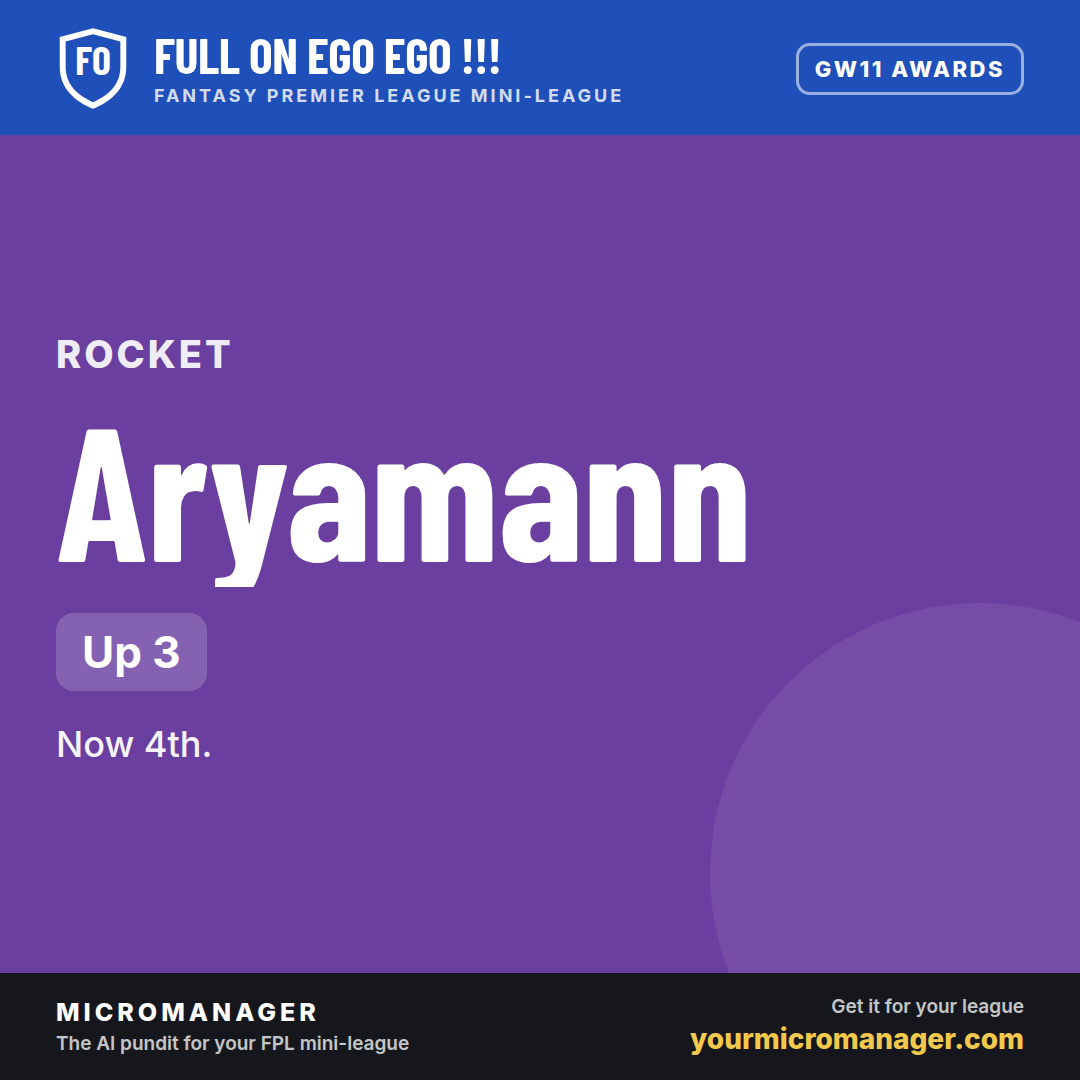 FO
FULL ON EGO EGO !!!
FANTASY PREMIER LEAGUE MINI-LEAGUE
GW11 AWARDS
ROCKET
Aryamann
Up 3
Now 4th.
MICROMANAGER
The AI pundit for your FPL mini-league
Get it for your league
yourmicromanager.com